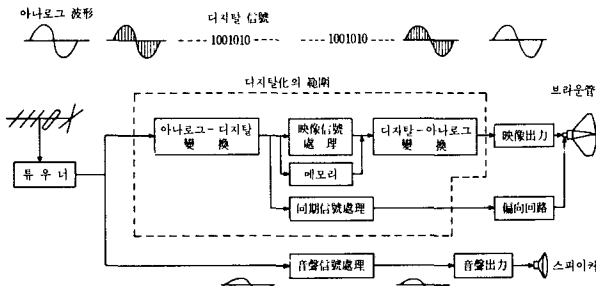 아나로그 波形
디지탈 信號
1001010
1001010
디지탈化의 範圍
브라운管
아나로그-디지탈
變換
映像信號
處理
디지탈-아나로그
變換
映像出力
메모리
튜우너
同期信號處理
偏向回路
音聲信號處理
音聲出力
스피이커